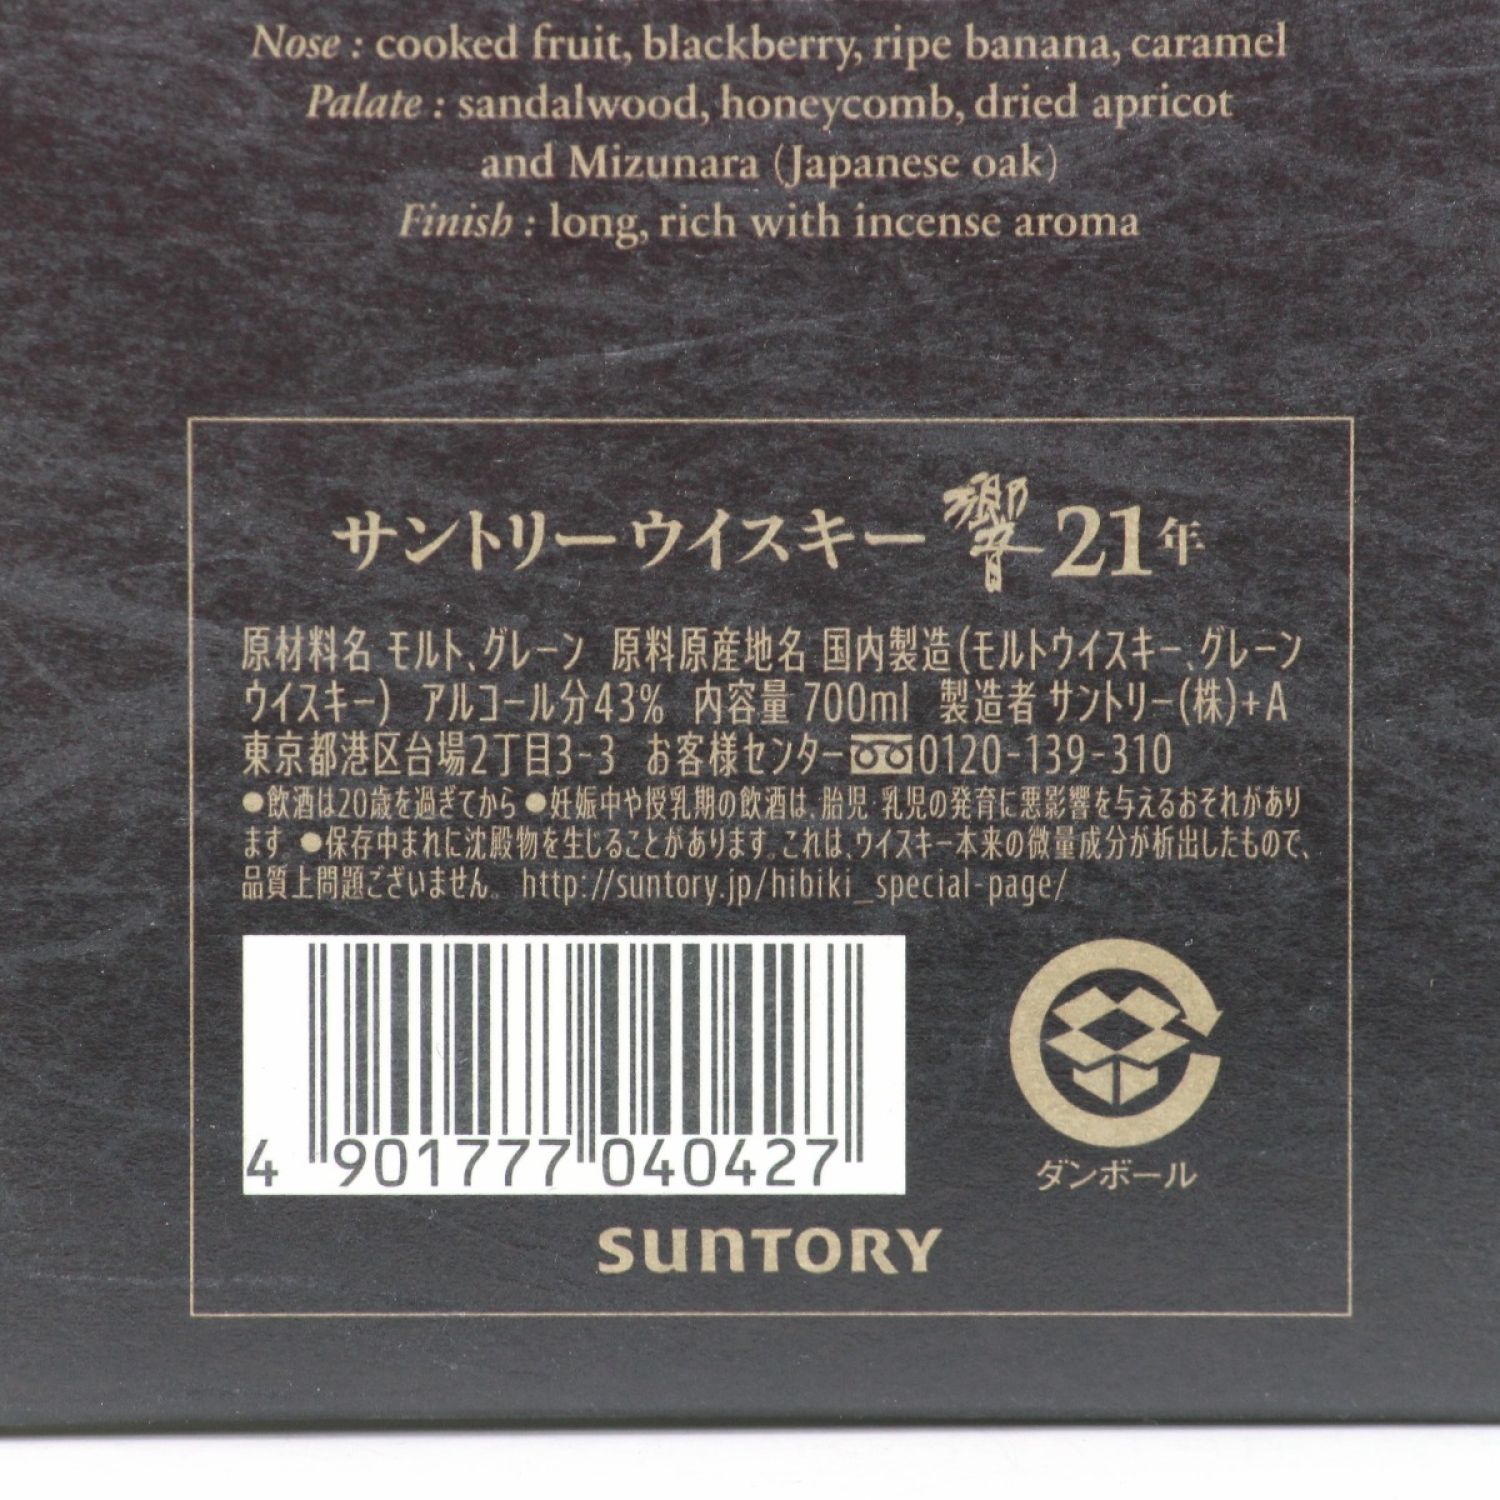 Nose : cooked fruit, blackberry, ripe banana, caramel
Palate : sandalwood, honeycomb, dried apricot
and Mizunara (Japanese oak)
Finish : long, rich with incense aroma
サントリーウイスキー 響 21年
原材料名 モルト、グレーン 原料原産地名 国内製造(モルトウイスキー、グレーン
ウイスキー) アルコール分43% 内容量 700ml 製造者 サントリー(株)+A
東京都港区台場2丁目3-3 お客様センター 0120-139-310
●飲酒は20歳を過ぎてから ●妊娠中や授乳期の飲酒は、胎児・乳児の発育に悪影響を与えるおそれがあり
ます ●保存中まれに沈殿物を生じることがあります。これは、ウイスキー本来の微量成分が析出したもので、
品質上問題ございません。 http://suntory.jp/hibiki_special-page/
4 901777 040427
ダンボール
SUNTORY